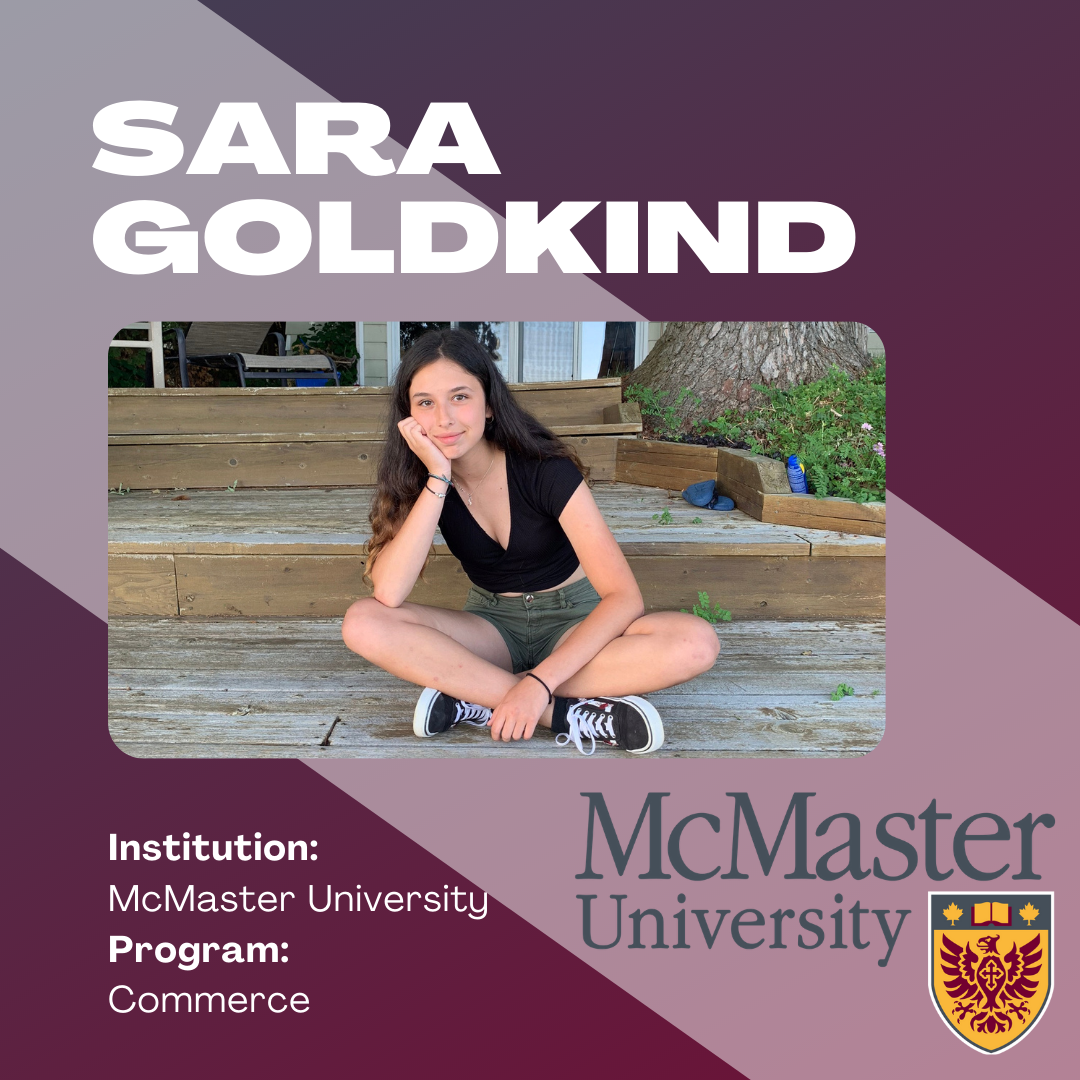 SARA
GOLDKIND
Institution:
McMaster University
Program:
Commerce
McMaster
University